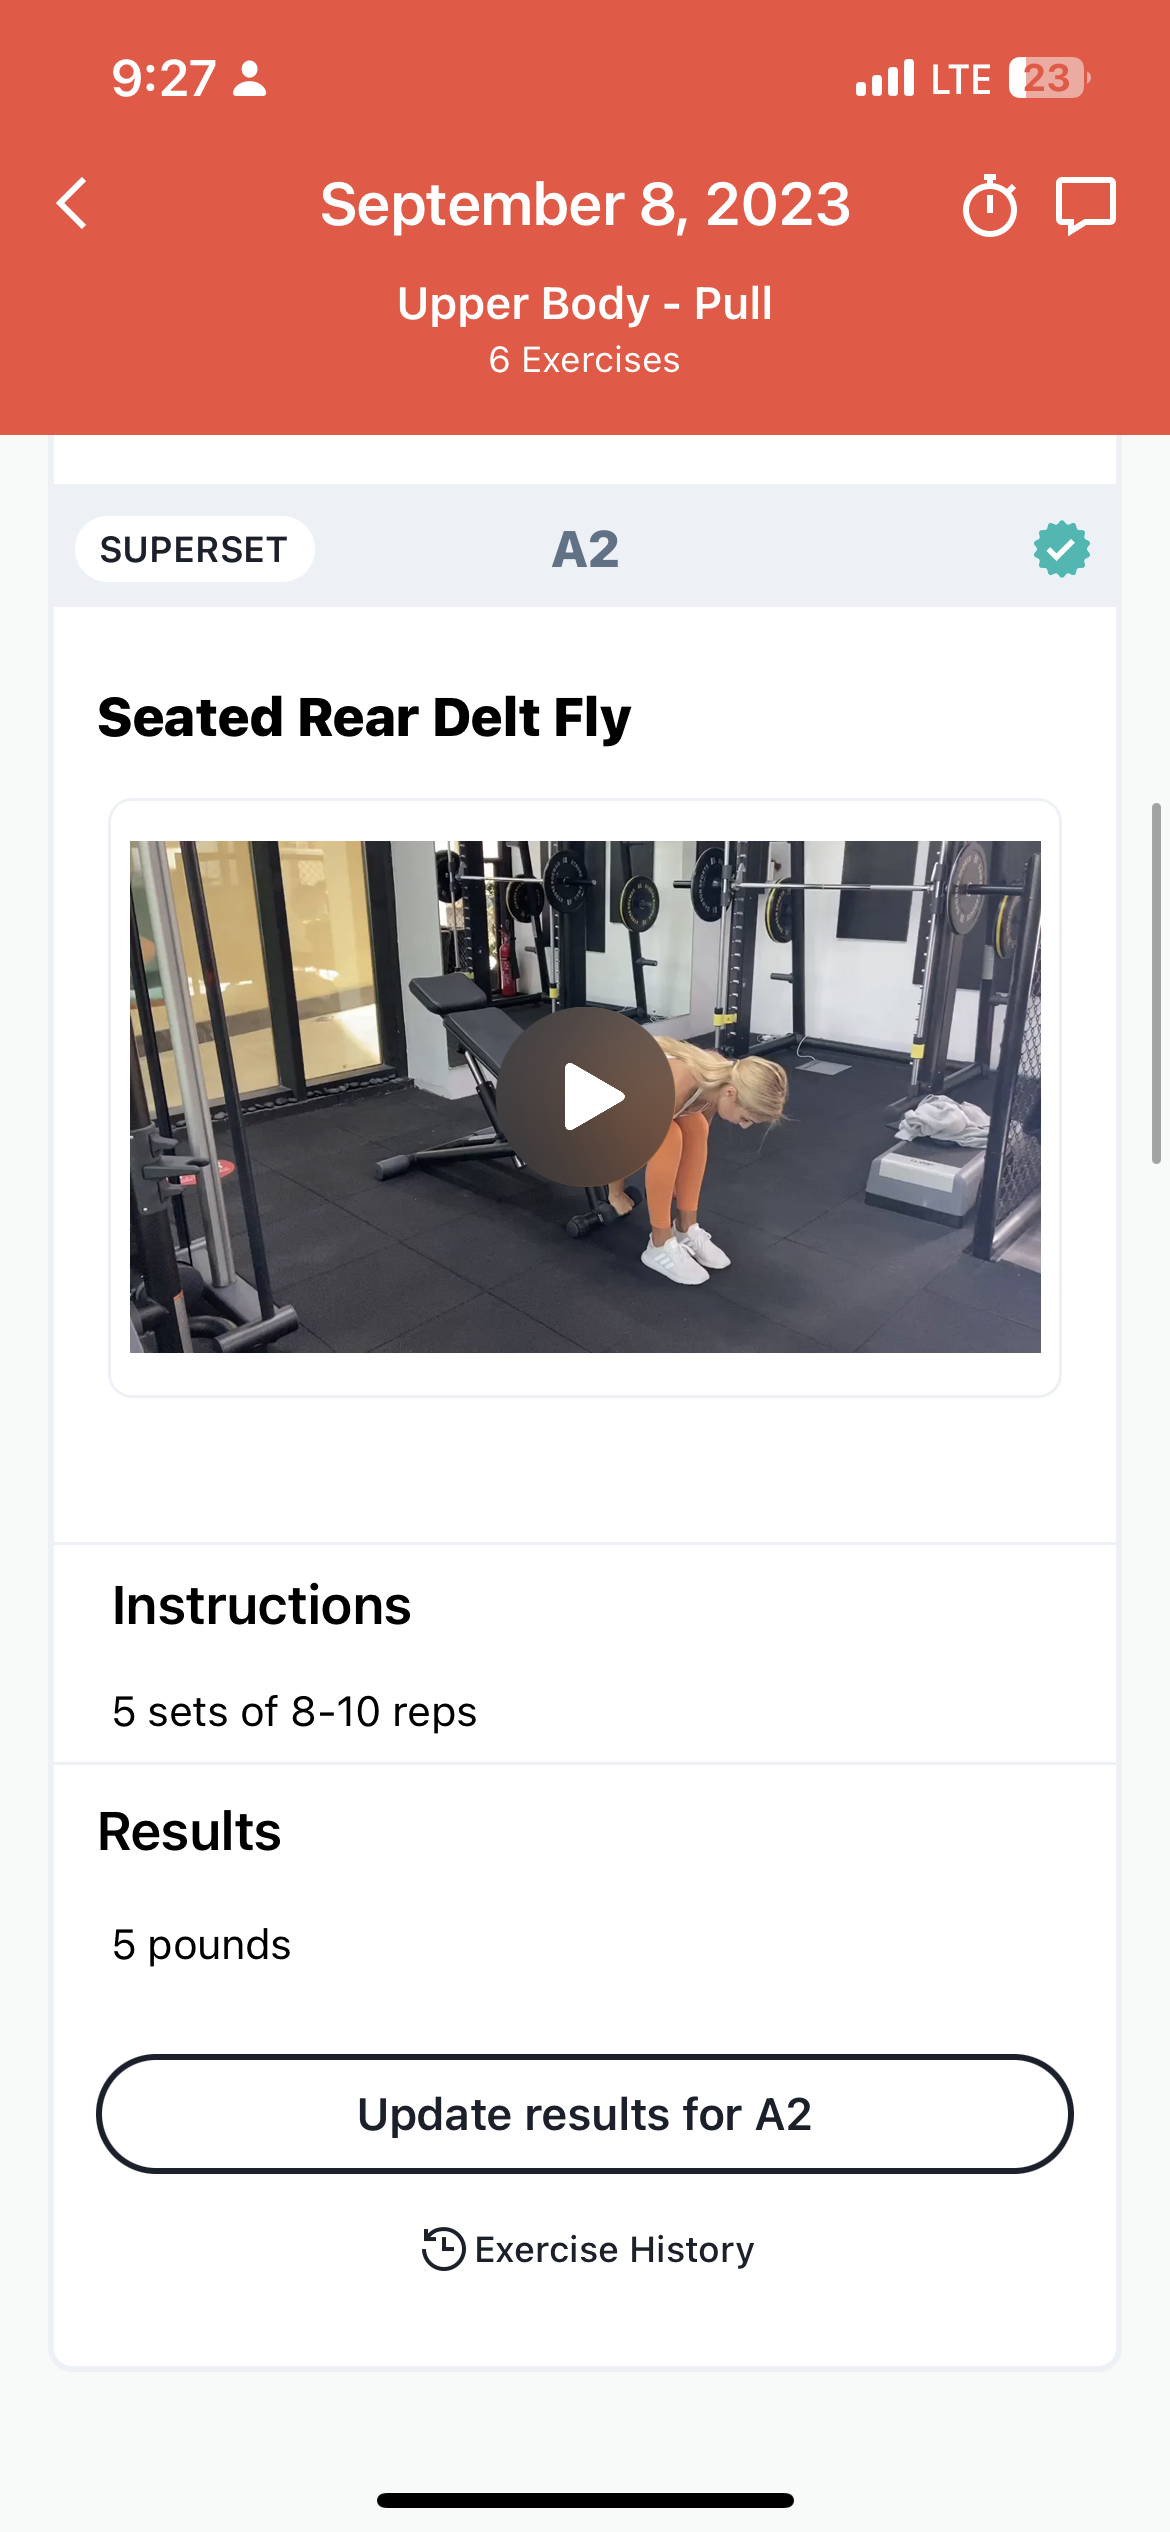 9:27
LTE 23
September 8, 2023
Upper Body - Pull
6 Exercises
SUPERSET A2
Seated Rear Delt Fly
Instructions
5 sets of 8-10 reps
Results
5 pounds
Update results for A2
Exercise History